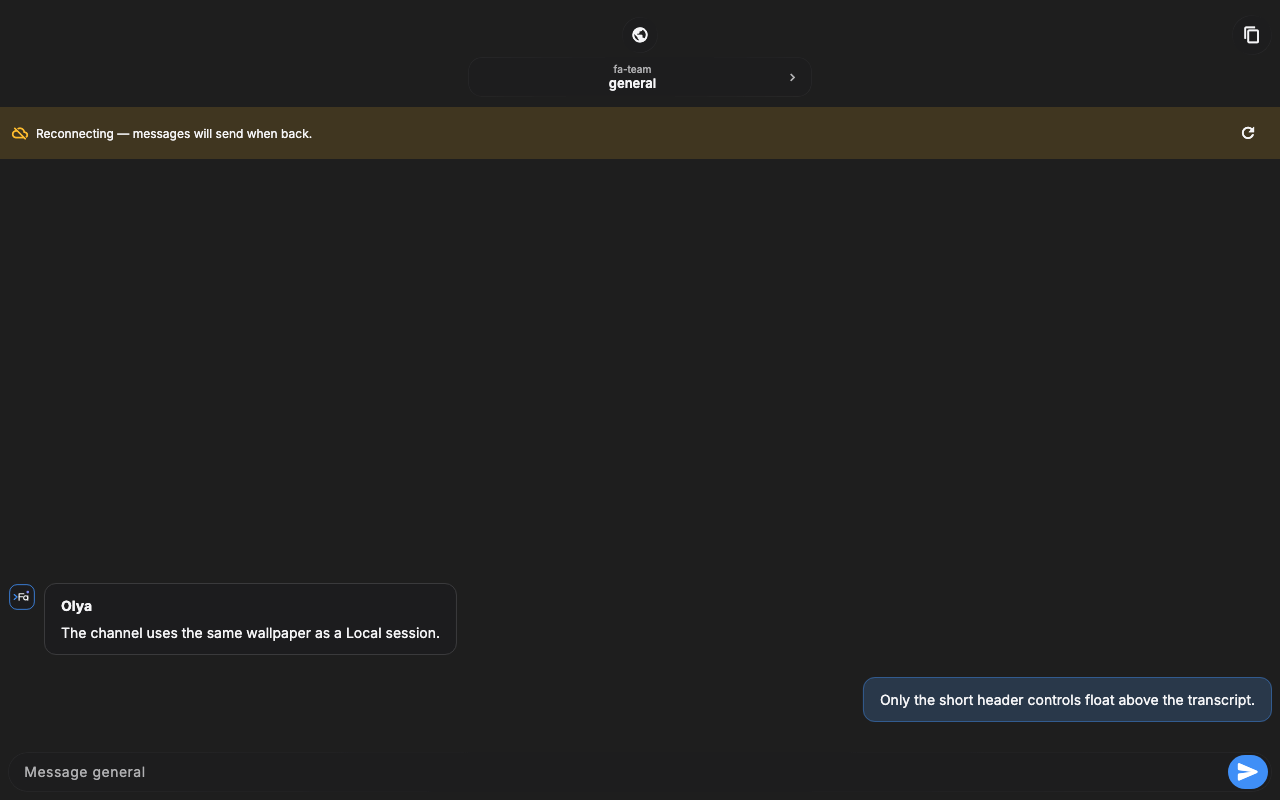 fa-team
general
Reconnecting — messages will send when back.
>Fa
Olya
The channel uses the same wallpaper as a Local session.
Only the short header controls float above the transcript.
Message general